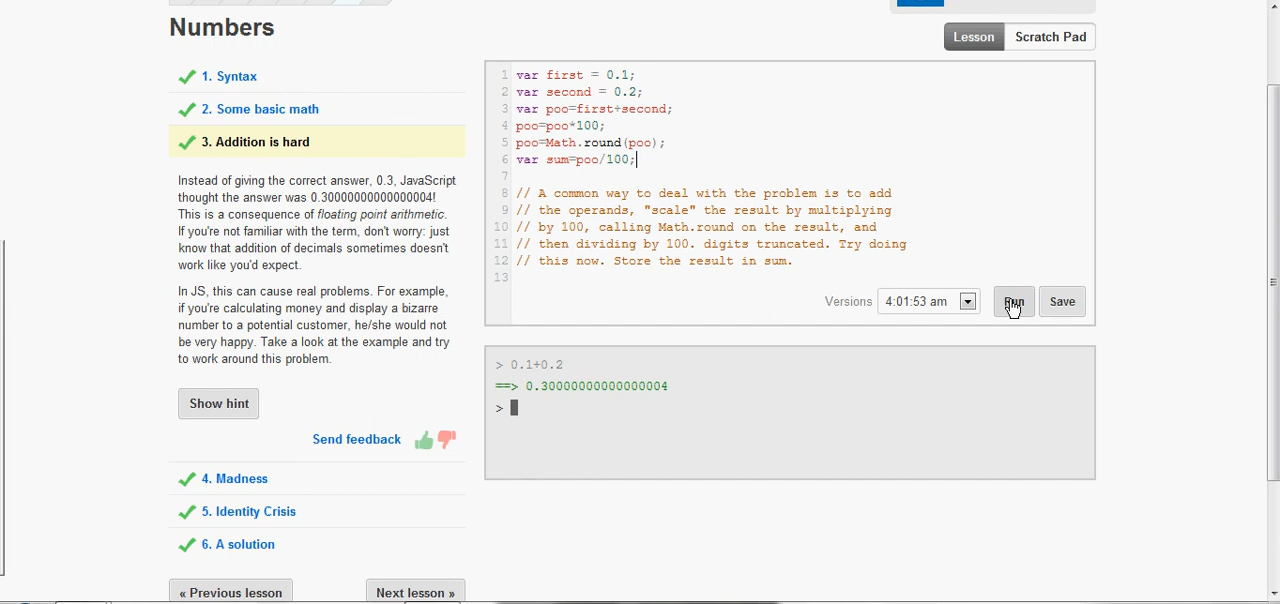 Numbers
Lesson
Scratch Pad
1. Syntax
2. Some basic math
3. Addition is hard
Instead of giving the correct answer, 0.3, JavaScript
thought the answer was 0.30000000000000004!
This is a consequence of floating point arithmetic.
If you're not familiar with the term, don't worry: just
know that addition of decimals sometimes doesn't
work like you'd expect.
In JS, this can cause real problems. For example,
if you're calculating money and display a bizarre
number to a potential customer, he/she would not
be very happy. Take a look at the example and try
to work around this problem.
Show hint
Send feedback
4. Madness
5. Identity Crisis
6. A solution
« Previous lesson
Next lesson »
1 var first = 0.1;
2 var second = 0.2;
3 var poo=first+second;
4 poo=poo*100;
5 poo=Math.round(poo);
6 var sum=poo/100;
7
8 // A common way to deal with the problem is to add
9 // the operands, "scale" the result by multiplying
10 // by 100, calling Math.round on the result, and
11 // then dividing by 100. digits truncated. Try doing
12 // this now. Store the result in sum.
13
Versions 4:01:53 am
Run
Save
> 0.1+0.2
==> 0.30000000000000004
>